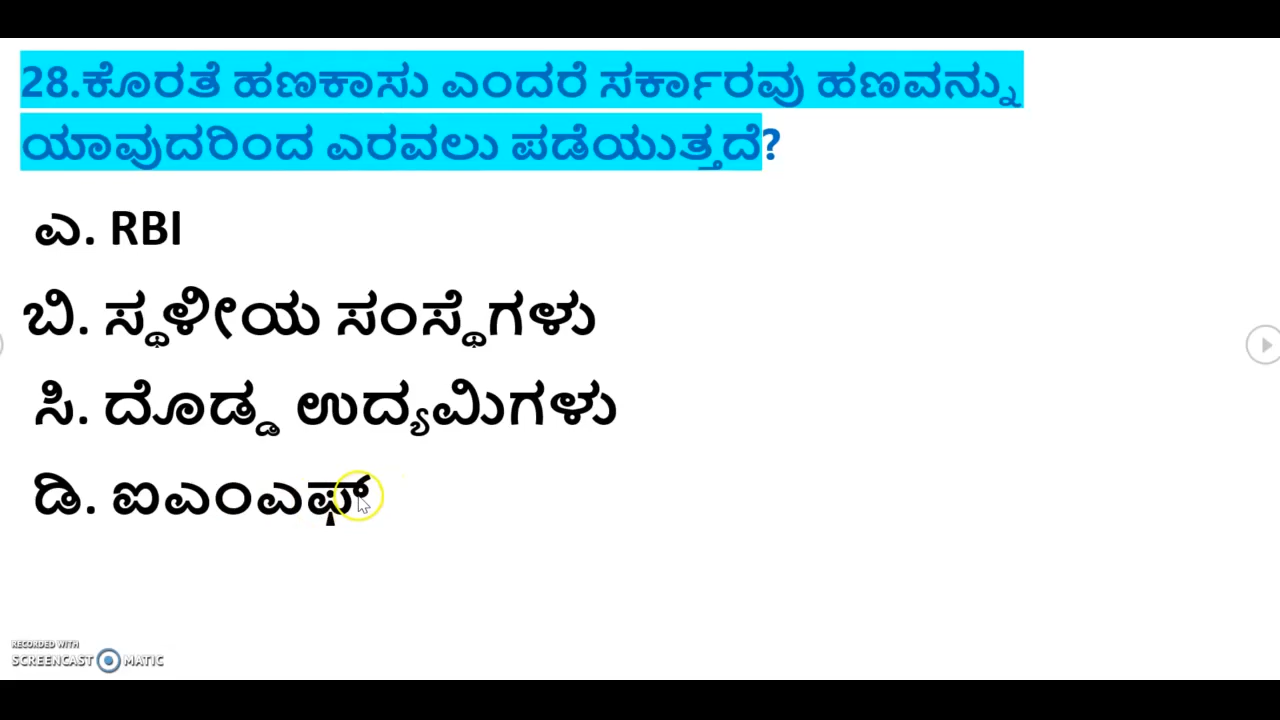 28.ಕೊರತೆ ಹಣಕಾಸು ಎಂದರೆ ಸರ್ಕಾರವು ಹಣವನ್ನು
ಯಾವುದರಿಂದ ಎರವಲು ಪಡೆಯುತ್ತದೆ?
ಎ. RBI
ಬಿ. ಸ್ಥಳೀಯ ಸಂಸ್ಥೆಗಳು
ಸಿ. ದೊಡ್ಡ ಉದ್ಯಮಿಗಳು
ಡಿ. ಐಎಂಎಫ್
RECORDED WITH
SCREENCAST MATIC